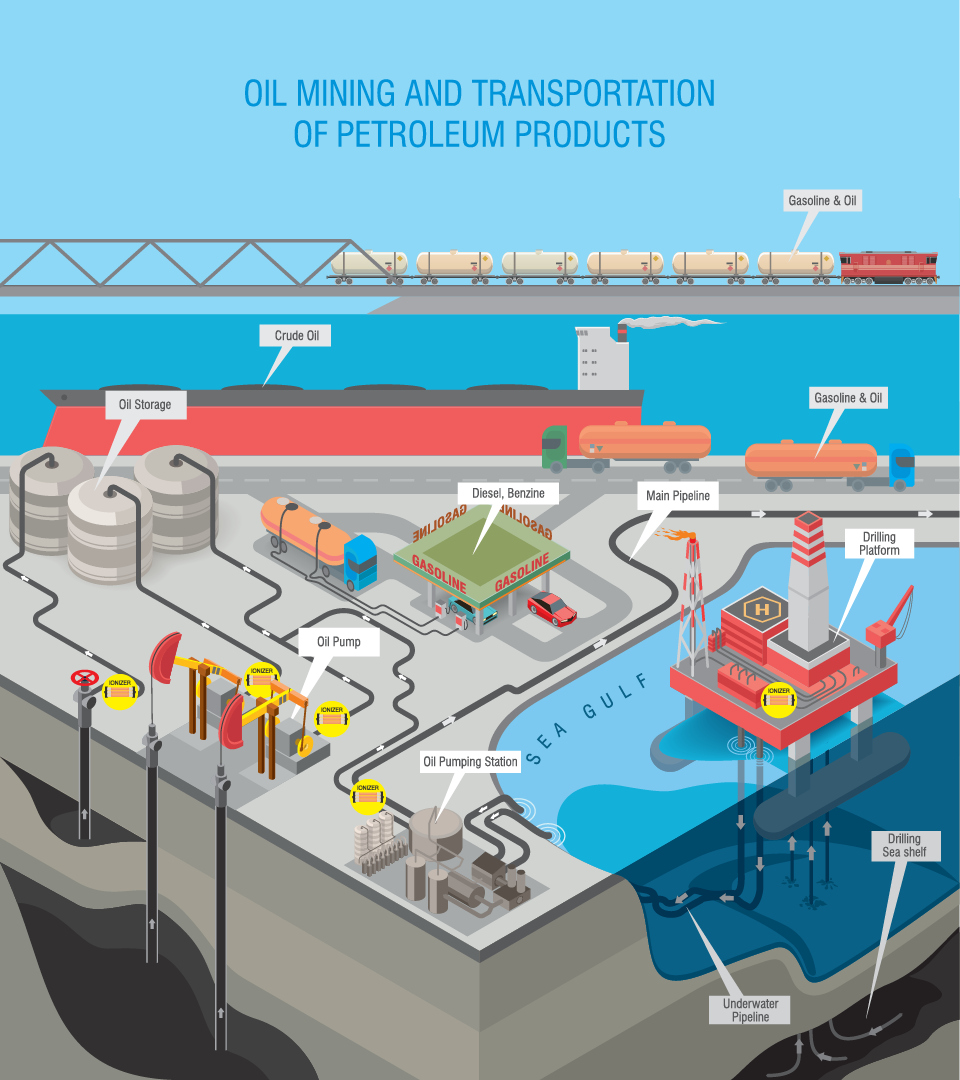 OIL MINING AND TRANSPORTATION
OF PETROLEUM PRODUCTS
Gasoline & Oil
Crude Oil
Oil Storage
Gasoline & Oil
Diesel, Benzine
Main Pipeline
GASOLINE
GASOLINE
GASOLINE
GASOLINE
Drilling
Platform
H
Oil Pump
IONIZER
IONIZER
IONIZER
IONIZER
SEA GULF
Oil Pumping Station
IONIZER
Drilling
Sea shelf
Underwater
Pipeline